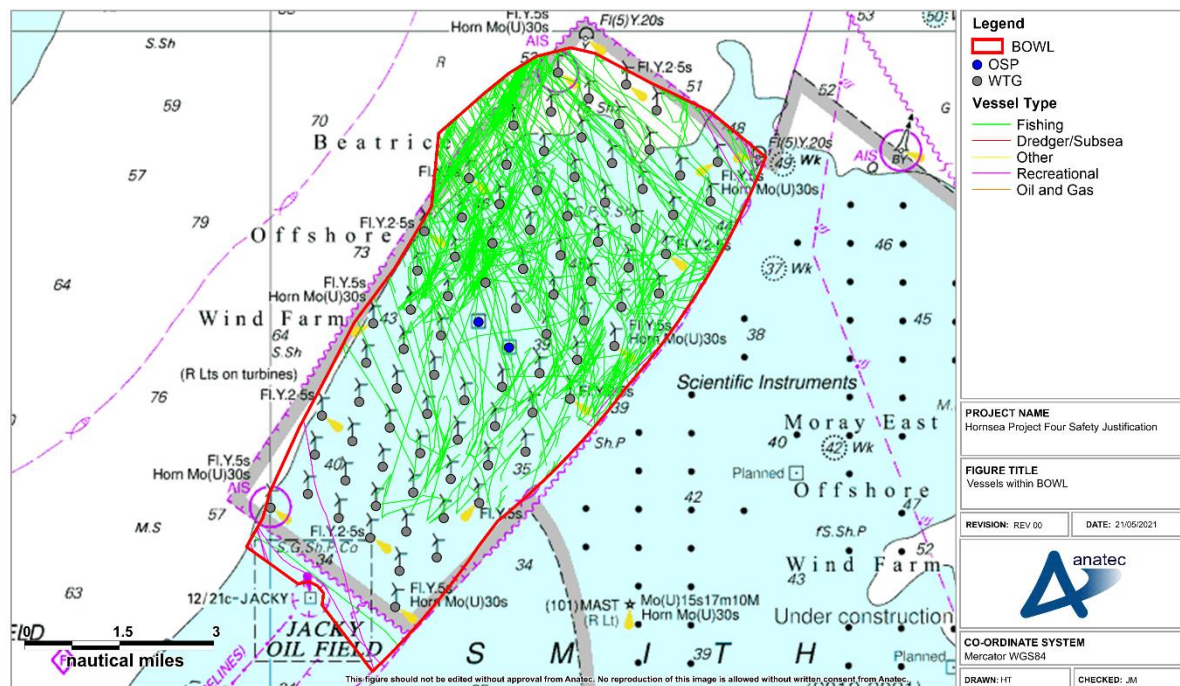 Fl.Y.5s
Horn Mo(U)30s
Fl(5)Y.20s
AIS
S.Sh
R
59
70
57
79
64
Beatrice
Offshore
Wind Farm
(R Lts on turbines)
73
64
S.Sh
76
57
M.S
63
Fl.Y.2·5s
51
48
Fl(5)Y.20s
49 Wk
Fl.Y.5s
Horn Mo(U)30s
Fl.Y.2·5s
Fl.Y.5s
Horn Mo(U)30s
43
Fl.Y.2·5s
Fl.Y.2·5s
44
39
Fl.Y.5s
Horn Mo(U)30s
39
Sh.P
40
35
Fl.Y.5s
Horn Mo(U)30s
AIS
Fl.Y.5s
Fl.Y.2·5s
S.G.Sh.P.Co
34
Fl.Y.5s
Horn Mo(U)30s
34
12/21c-JACKY
JACKY
OIL FIELD
53
51
50
52
G
AIS
BY
37 Wk
46
45
38
Scientific Instruments
Moray East
40
42 Wk
Planned
Offshore
47
42
fS.Sh.P
52
Wind Farm
43
Under construction
(101) MAST
(R Lt)
Mo(U)15s17m10M
Horn Mo(U)30s
SMITH
39
Planned
0 1.5 3
nautical miles
This figure should not be edited without approval from Anatec. No reproduction of this image is allowed without written consent from Anatec.
Legend
BOWL
OSP
WTG
Vessel Type
Fishing
Dredger/Subsea
Other
Recreational
Oil and Gas
PROJECT NAME
Hornsea Project Four Safety Justification
FIGURE TITLE
Vessels within BOWL
REVISION: REV 00
DATE: 21/05/2021
anatec
CO-ORDINATE SYSTEM
Mercator WGS84
DRAWN: HT
CHECKED: JM